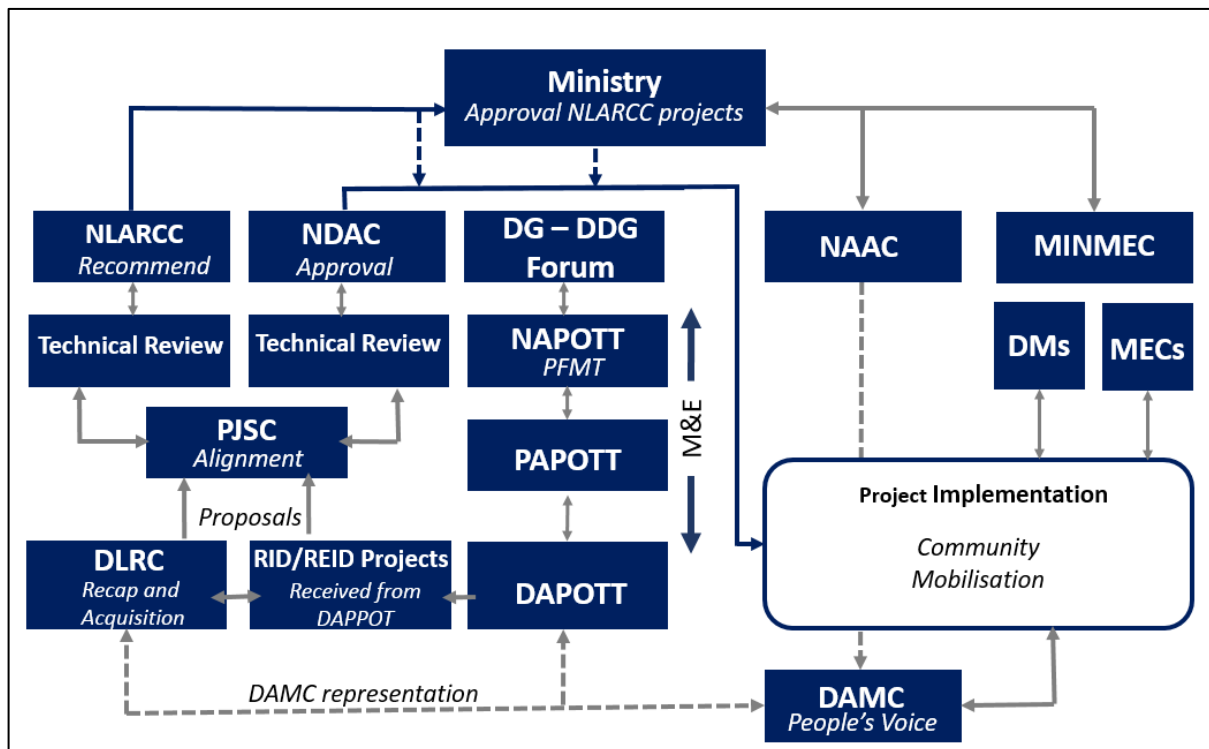 Ministry
Approval NLARCC projects
NLARCC
Recommend
NDAC
Approval
DG – DDG
Forum
NAAC
MINMEC
Technical Review
Technical Review
NAPOTT
PFMT
M&E
DMs
MECs
PJSC
Alignment
PAPOTT
Project Implementation
Community
Mobilisation
Proposals
DLRC
Recap and
Acquisition
RID/REID Projects
Received from
DAPPOT
DAPOTT
DAMC representation
DAMC
People's Voice